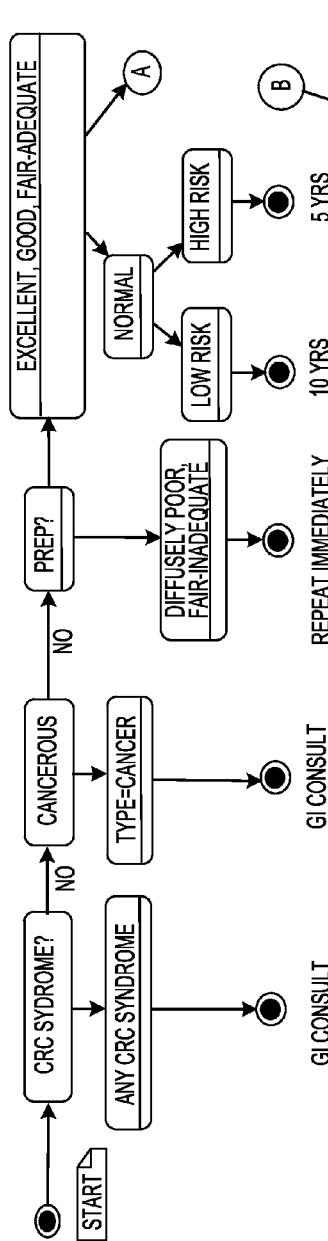 START
CRC SYDROME?
ANY CRC SYNDROME
GI CONSULT
NO
CANCEROUS
TYPE=CANCER
GI CONSULT
NO
PREP?
DIFFUSELY POOR,
FAIR-INADEQUATE
REPEAT IMMEDIATELY
EXCELLENT, GOOD, FAIR-ADEQUATE
NORMAL
LOW RISK
10 YRS
HIGH RISK
5 YRS
A
B